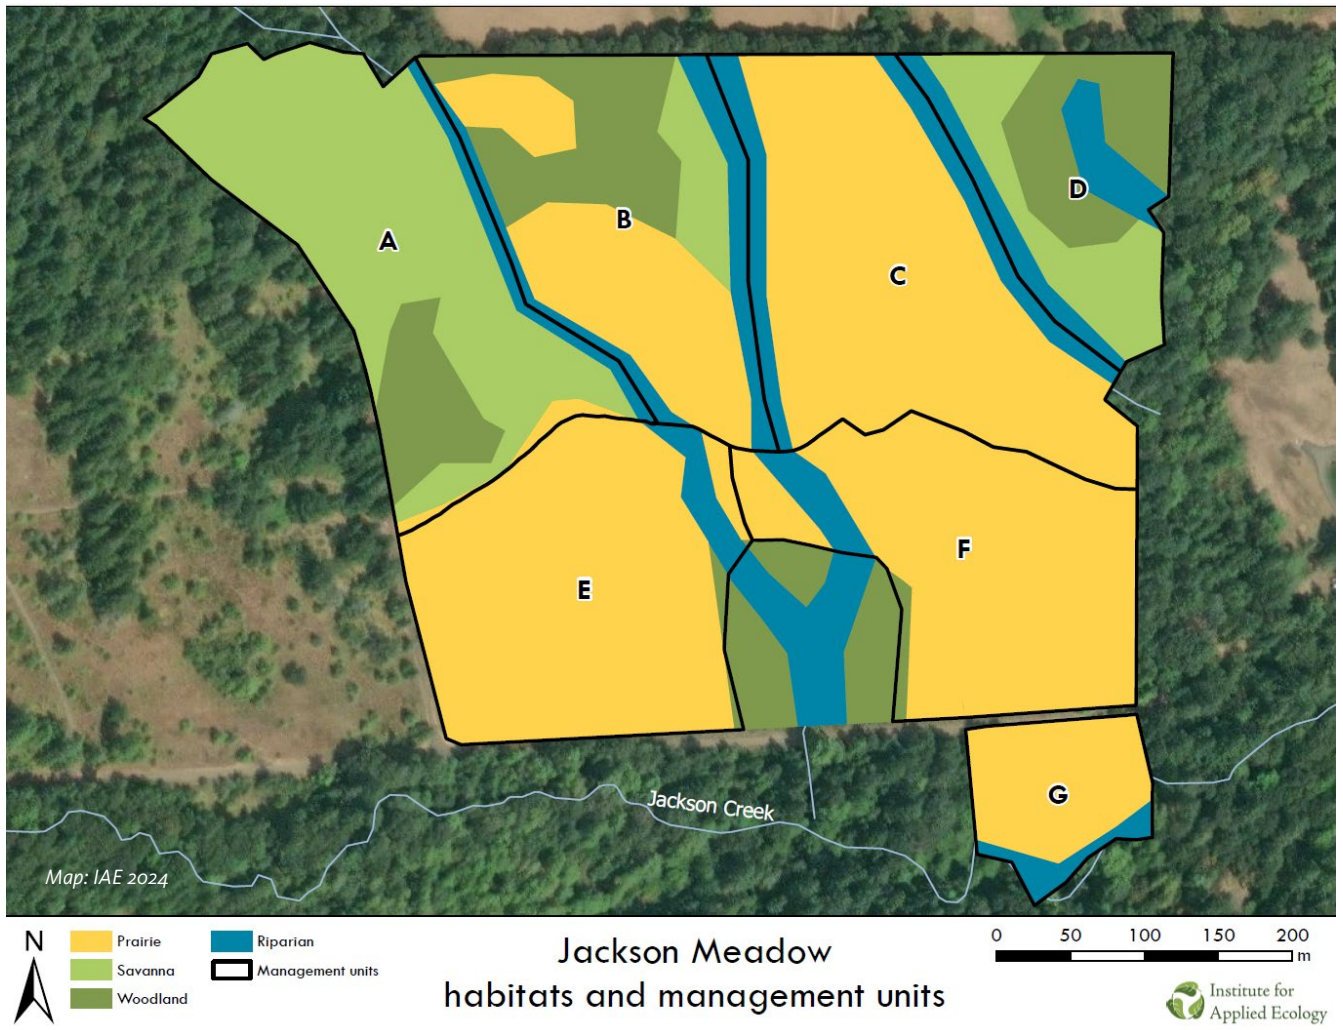 A
B
C
D
E
F
G
Jackson Creek
Map: IAE 2024
N
Prairie
Savanna
Woodland
Riparian
Management units
Jackson Meadow
habitats and management units
0 50 100 150 200
m
Institute for
Applied Ecology